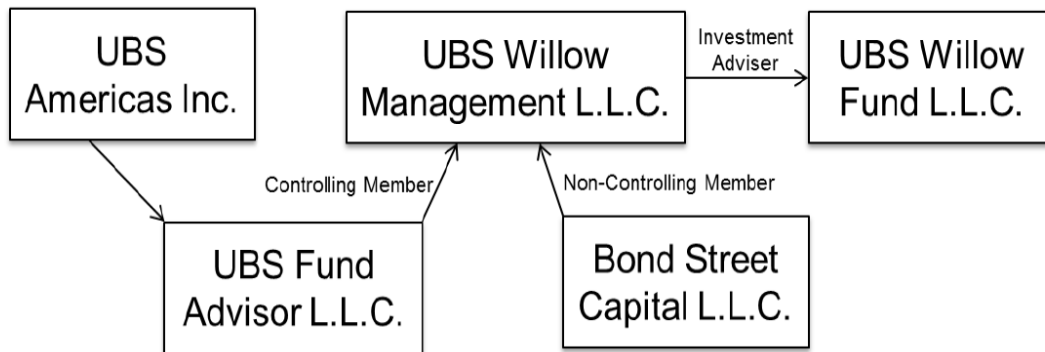 UBS
Americas Inc.
UBS Willow
Management L.L.C.
Investment
Adviser
UBS Willow
Fund L.L.C.
Controlling Member
Non-Controlling Member
UBS Fund
Advisor L.L.C.
Bond Street
Capital L.L.C.